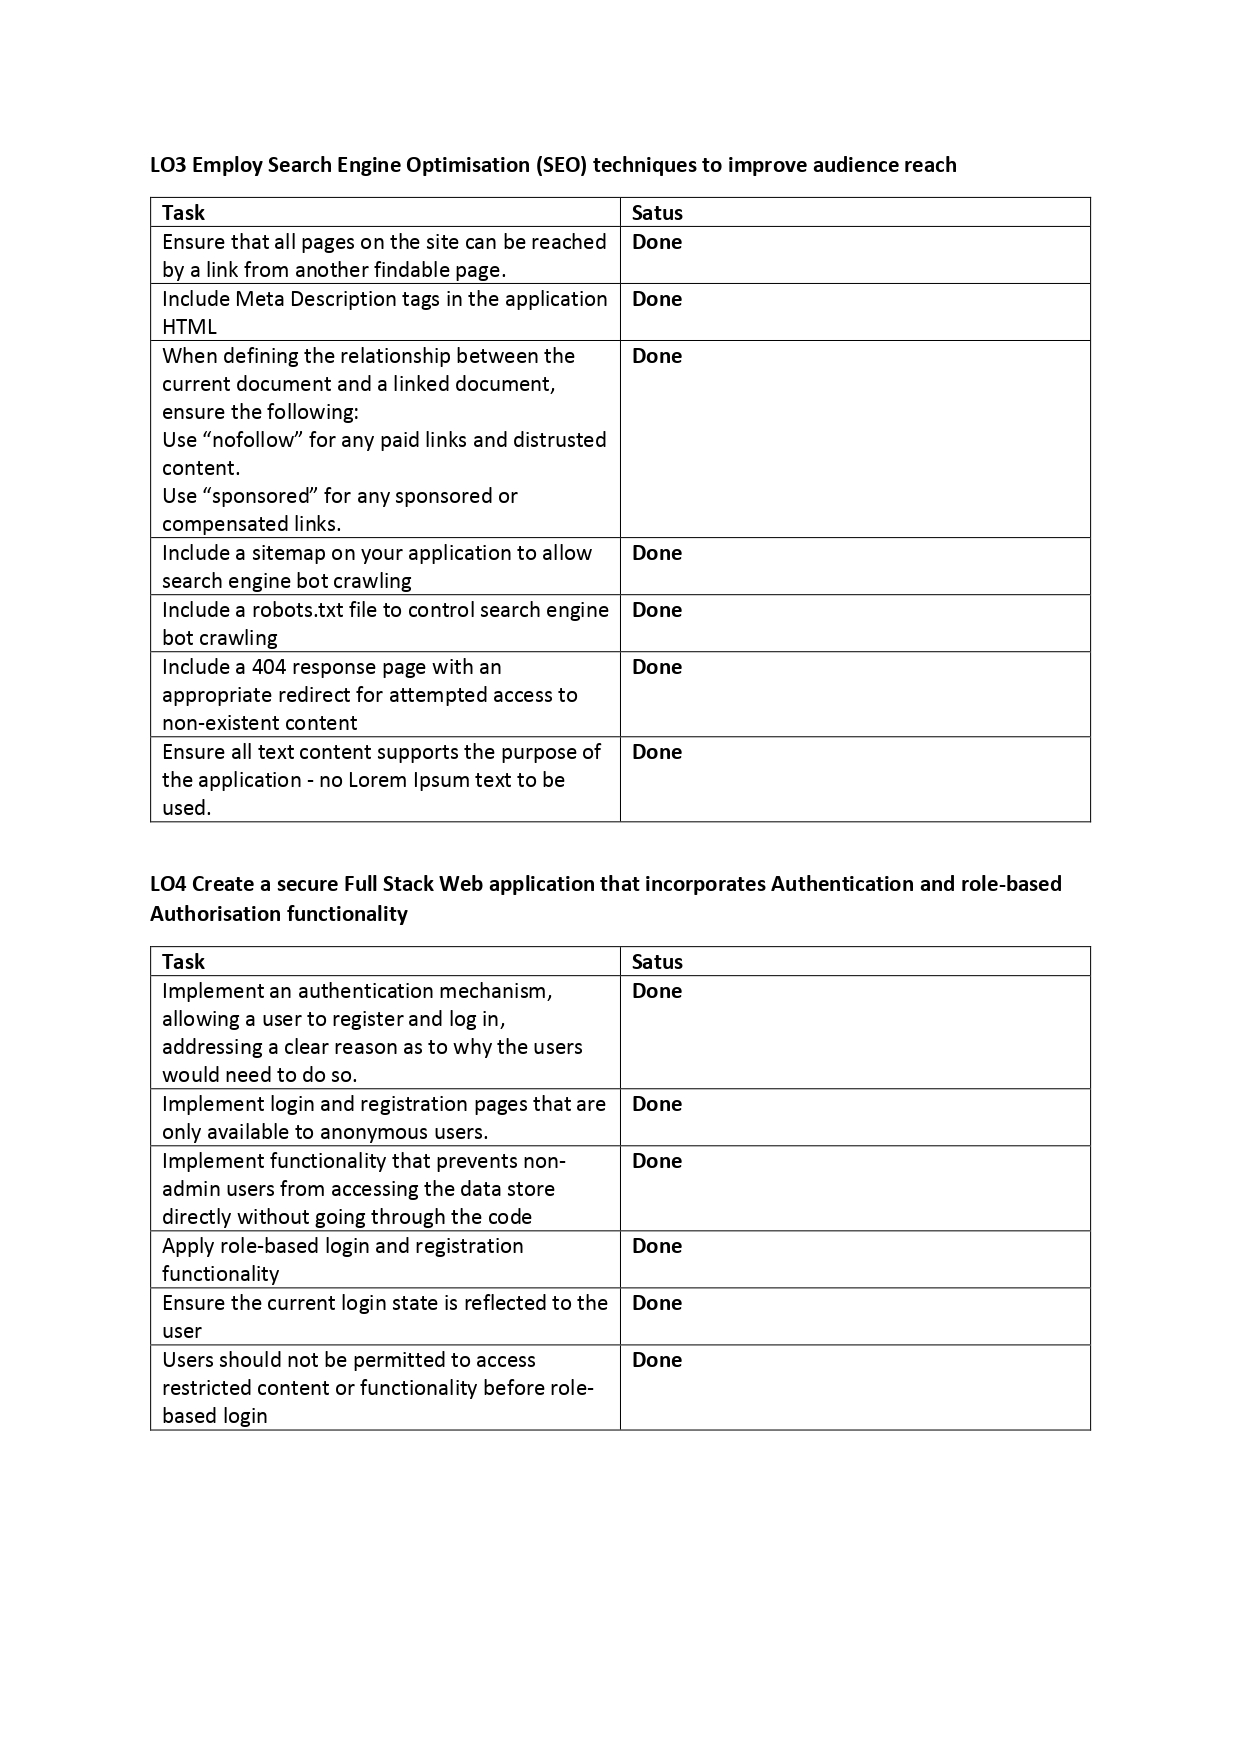 LO3 Employ Search Engine Optimisation (SEO) techniques to improve audience reach
Task
Satus
Ensure that all pages on the site can be reached
by a link from another findable page.
Done
Include Meta Description tags in the application
HTML
Done
When defining the relationship between the
current document and a linked document,
ensure the following:
Use “nofollow” for any paid links and distrusted
content.
Use “sponsored” for any sponsored or
compensated links.
Done
Include a sitemap on your application to allow
search engine bot crawling
Done
Include a robots.txt file to control search engine
bot crawling
Done
Include a 404 response page with an
appropriate redirect for attempted access to
non-existent content
Done
Ensure all text content supports the purpose of
the application - no Lorem Ipsum text to be
used.
Done
LO4 Create a secure Full Stack Web application that incorporates Authentication and role-based
Authorisation functionality
Task
Satus
Implement an authentication mechanism,
allowing a user to register and log in,
addressing a clear reason as to why the users
would need to do so.
Done
Implement login and registration pages that are
only available to anonymous users.
Done
Implement functionality that prevents non-
admin users from accessing the data store
directly without going through the code
Done
Apply role-based login and registration
functionality
Done
Ensure the current login state is reflected to the
user
Done
Users should not be permitted to access
restricted content or functionality before role-
based login
Done